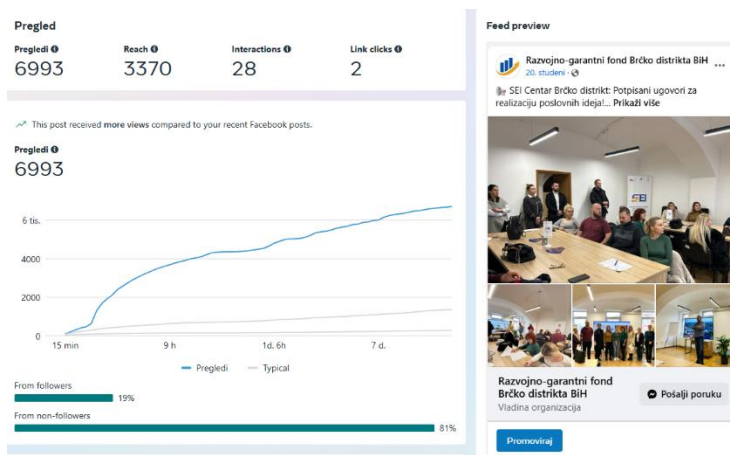 Pregled
Pregledi
Reach
Interactions
Link clicks
6993
3370
28
2
This post received more views compared to your recent Facebook posts.
Pregledi
6993
6 tis.
4000
2000
0
15 min
9 h
1d. 6h
7 d.
Pregledi
Typical
From followers
19%
From non-followers
81%
Feed preview
Razvojno-garantni fond Brčko distrikta BiH
20. studeni
SEI Centar Brčko distrikt: Potpisani ugovori za
realizaciju poslovnih ideja!... Prikaži više
SEI
Razvojno-garantni fond
Brčko distrikta BiH
Vladina organizacija
Pošalji poruku
Promoviraj